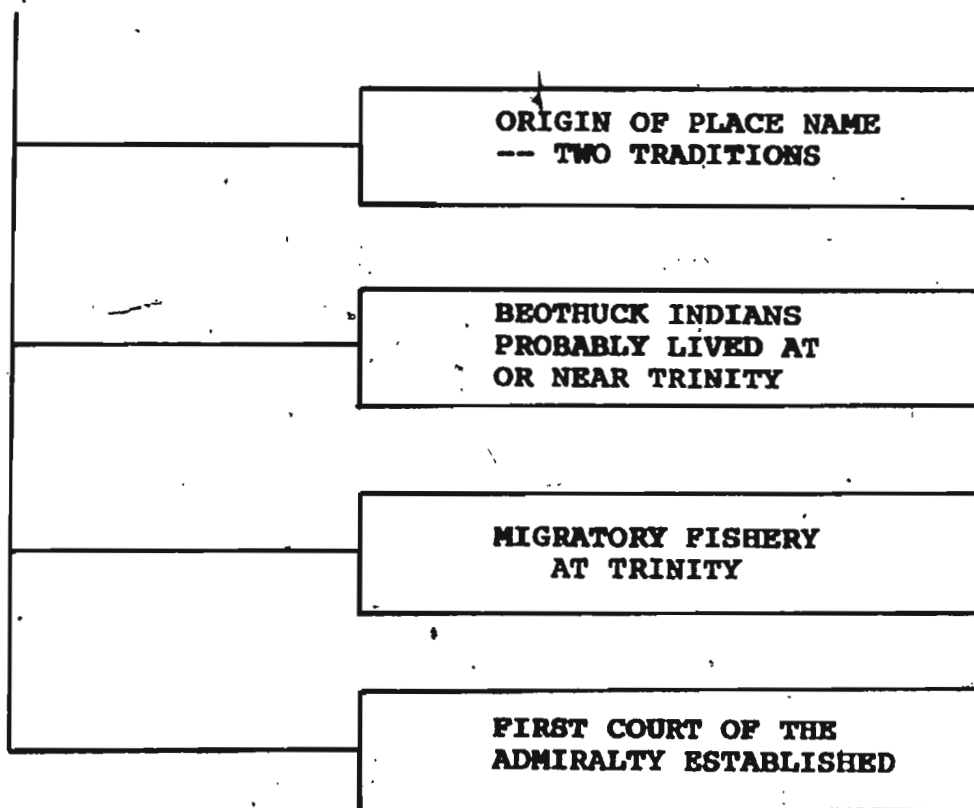 ORIGIN OF PLACE NAME
-- TWO TRADITIONS
BEOTHUCK INDIANS
PROBABLY LIVED AT
OR NEAR TRINITY
MIGRATORY FISHERY
AT TRINITY
FIRST COURT OF THE
ADMIRALTY ESTABLISHED